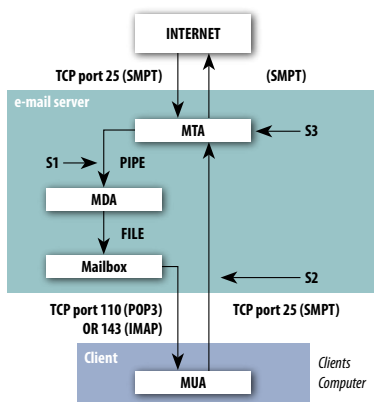 INTERNET
TCP port 25 (SMPT)
(SMPT)
e-mail server
MTA
S3
S1
PIPE
MDA
FILE
Mailbox
S2
TCP port 110 (POP3)
OR 143 (IMAP)
TCP port 25 (SMPT)
Client
MUA
Clients
Computer